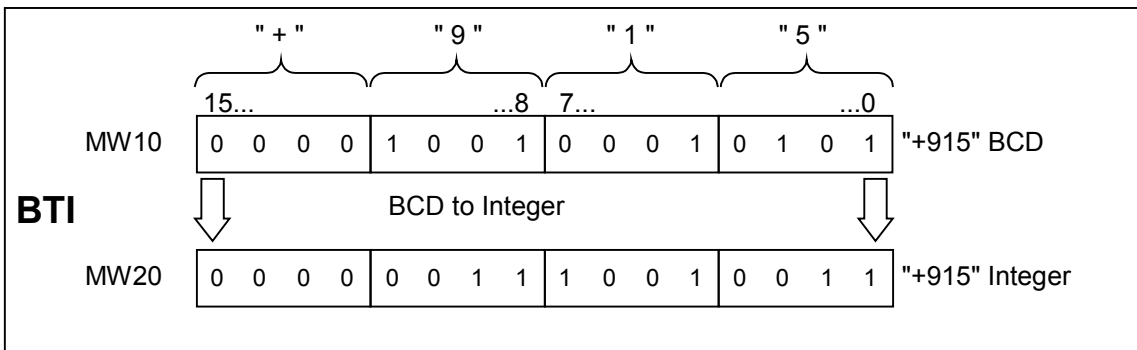 " + " " 9 " " 1 " " 5 "
15... ...8 7... ...0
MW10 0 0 0 0 1 0 0 1 0 0 0 1 0 1 0 1 "+915" BCD
BTI BCD to Integer
MW20 0 0 0 0 0 0 1 1 1 0 0 1 0 0 1 1 "+915" Integer